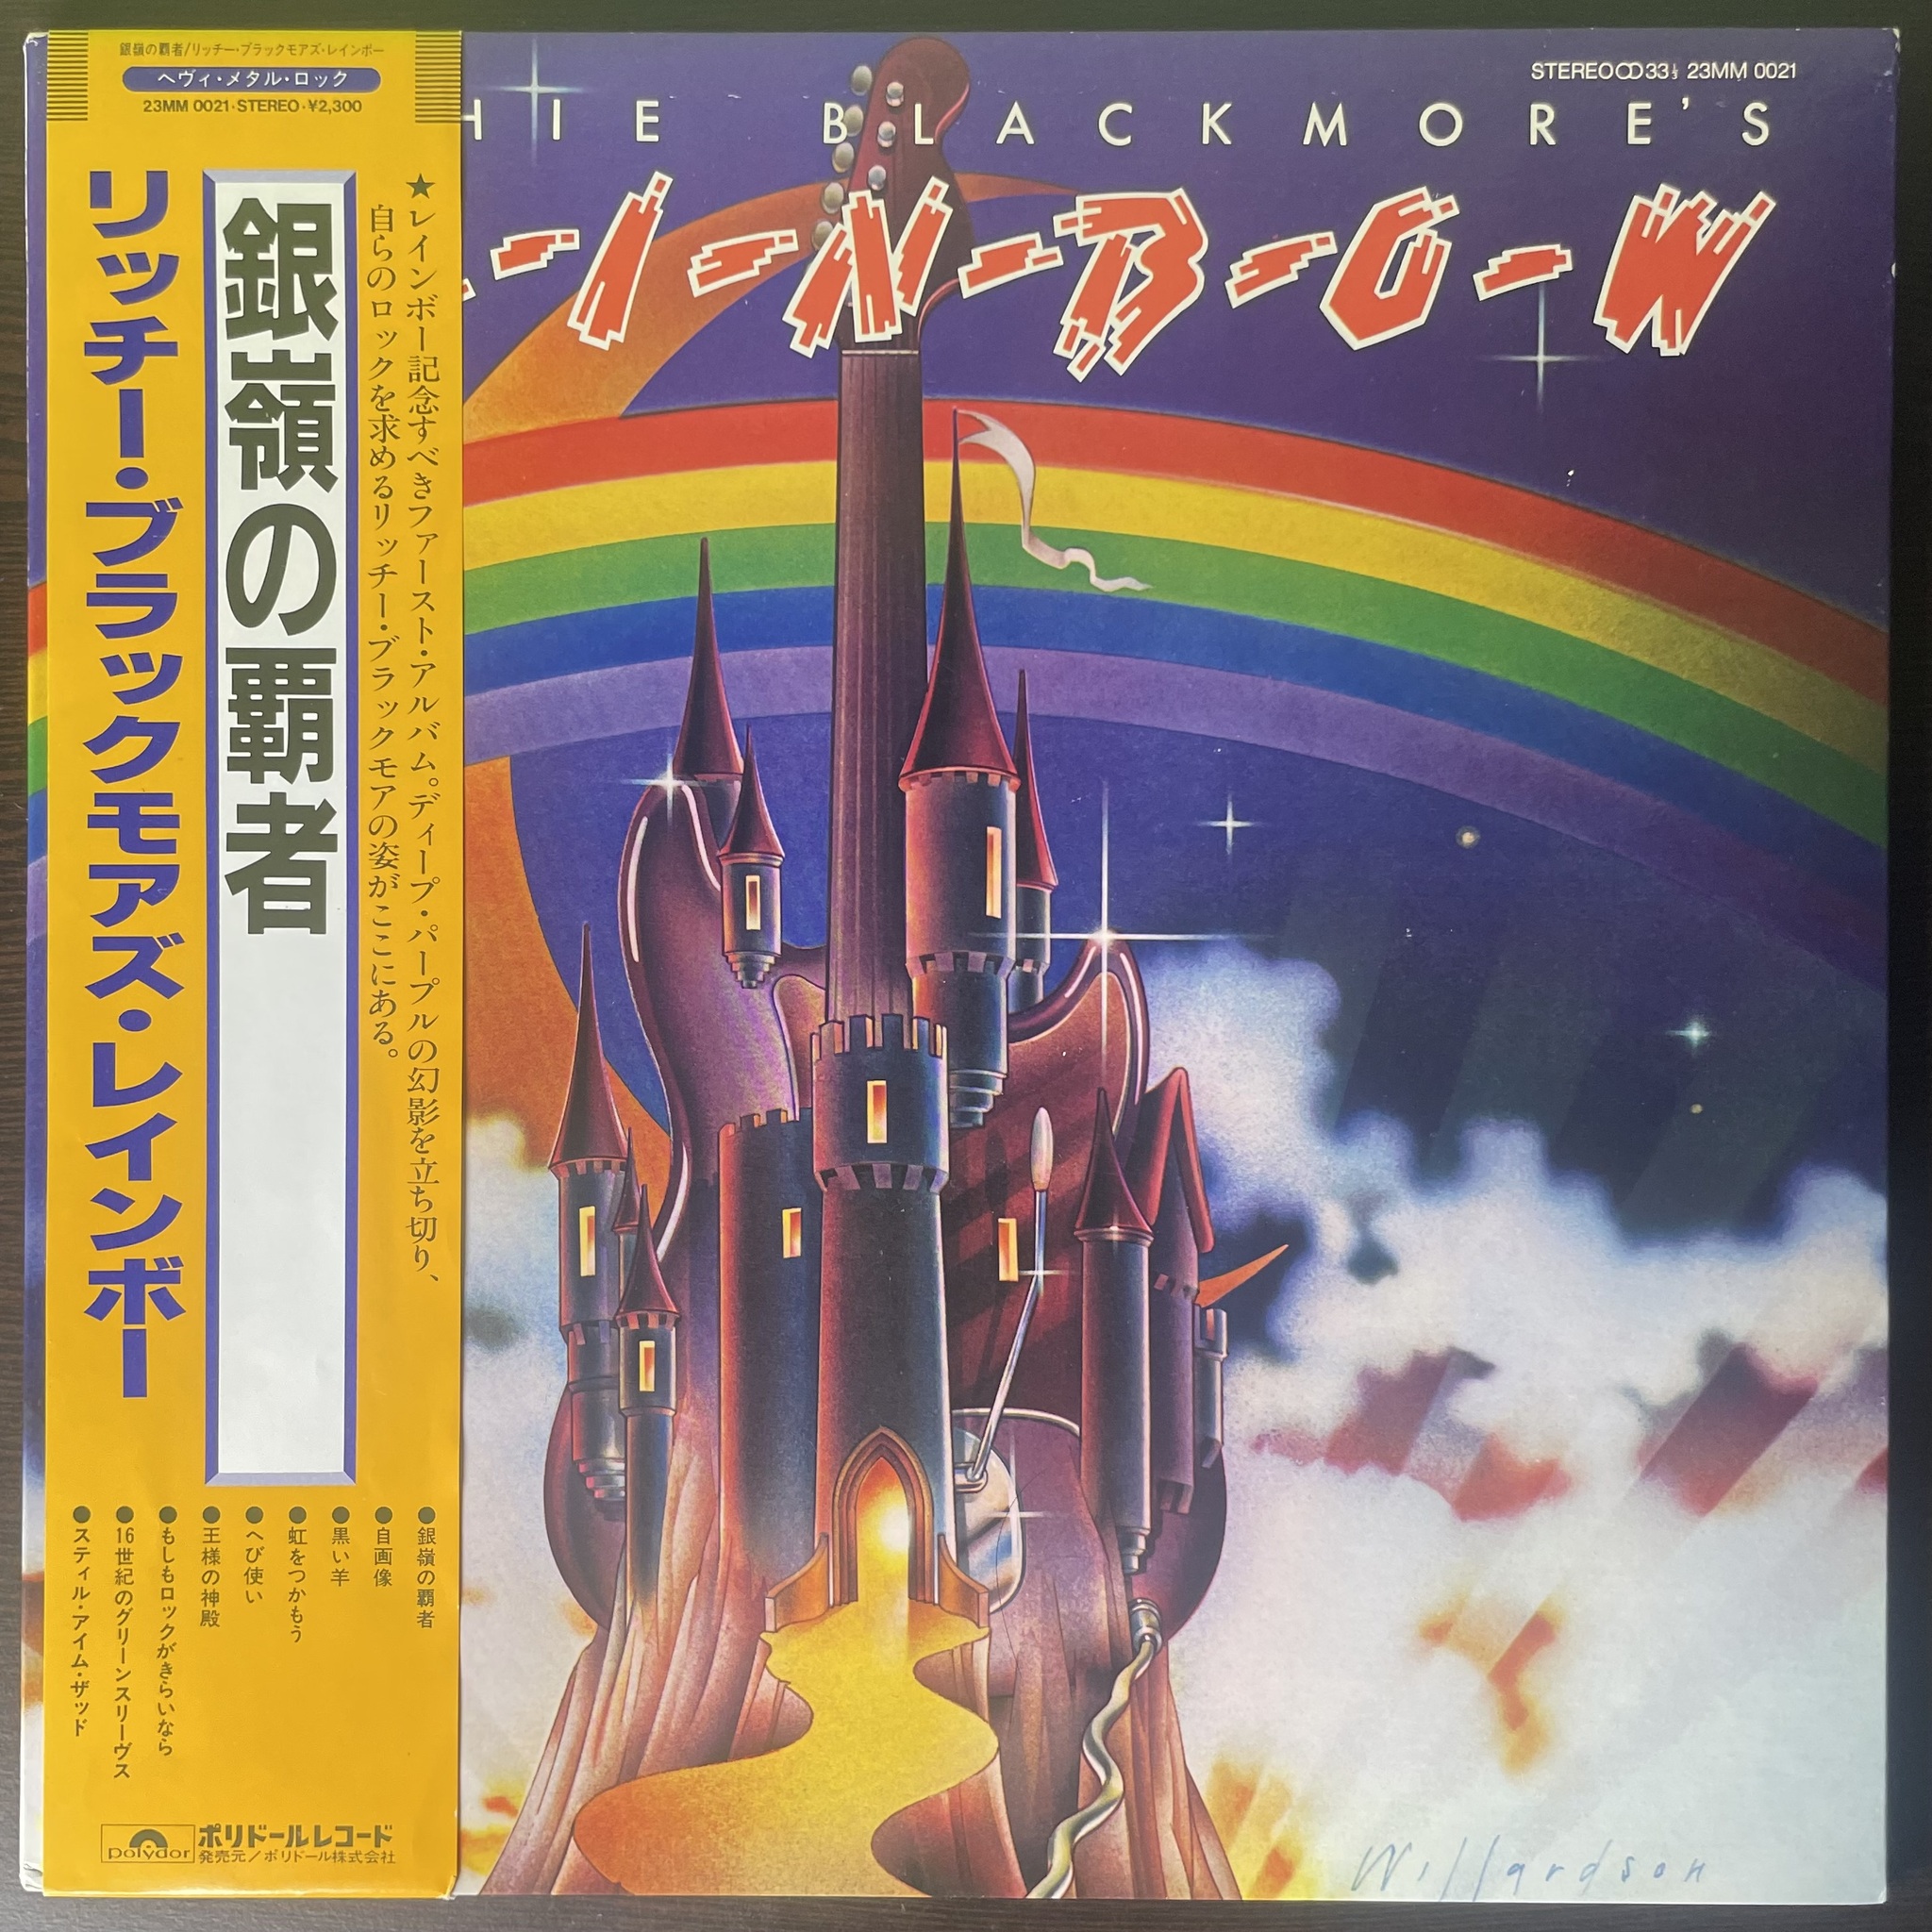 銀嶺の覇者/リッチー・ブラックモアズ・レインボー
ヘヴィ・メタル・ロック
23MM 0021・STEREO・¥2,300
★レインボー記念すべきファースト・アルバム。ディープ・パープルの幻影を立ち切り、
自らのロックを求めるリッチー・ブラックモアの姿がここにある。
銀嶺の覇者
リッチー・ブラックモアズ・レインボー
●銀嶺の覇者
●自画像
●黒い羊
●虹をつかもう
●へび使い
●王様の神殿
●もしもロックがきらいなら
●16世紀のグリーンスリーヴス
●スティル・アイム・ザッド
polydor
ポリドールレコード
発売元/ポリドール株式会社
STEREO 33⅓ 23MM 0021
HIE BLACKMORE'S
-I-N-B-O-W
Willardson